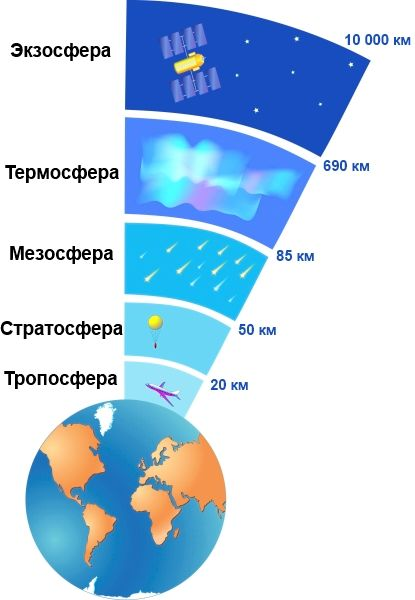 Экзосфера
10 000 км
Термосфера
690 км
Мезосфера
85 км
Стратосфера
50 км
Тропосфера
20 км